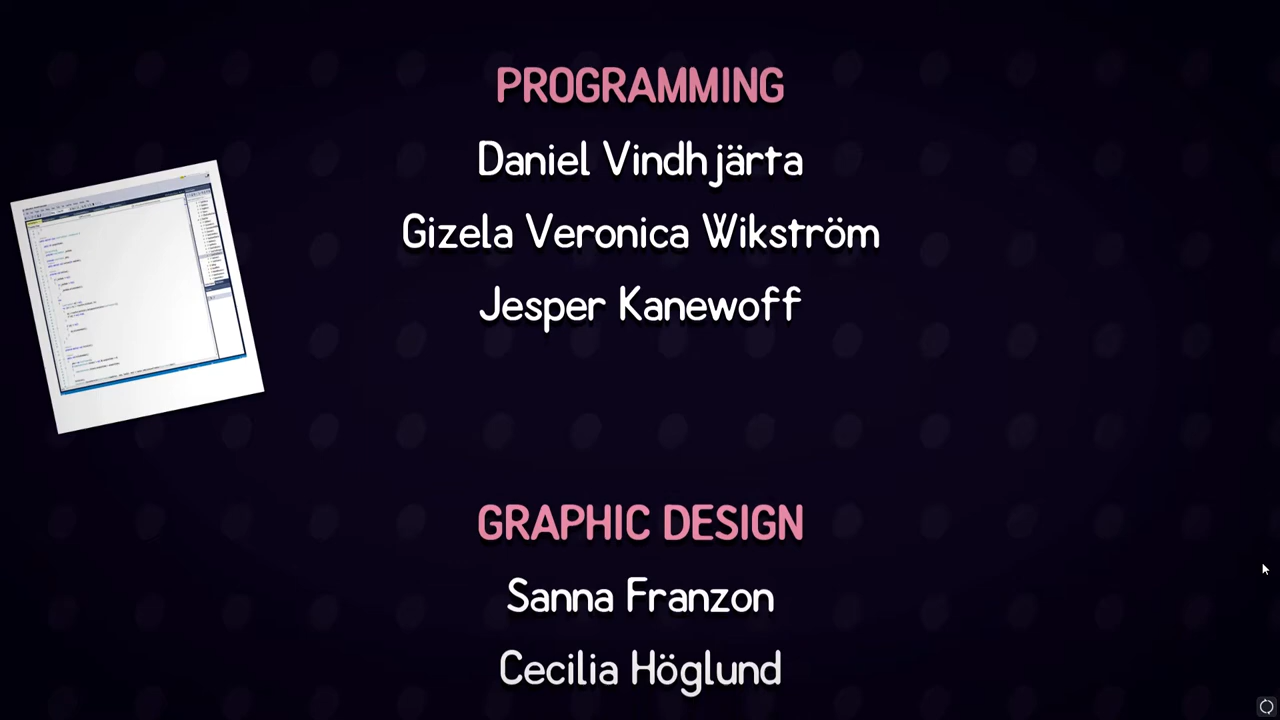 PROGRAMMING
Daniel Vindhjärta
Gizela Veronica Wikström
Jesper Kanewoff
GRAPHIC DESIGN
Sanna Franzon
Cecilia Höglund